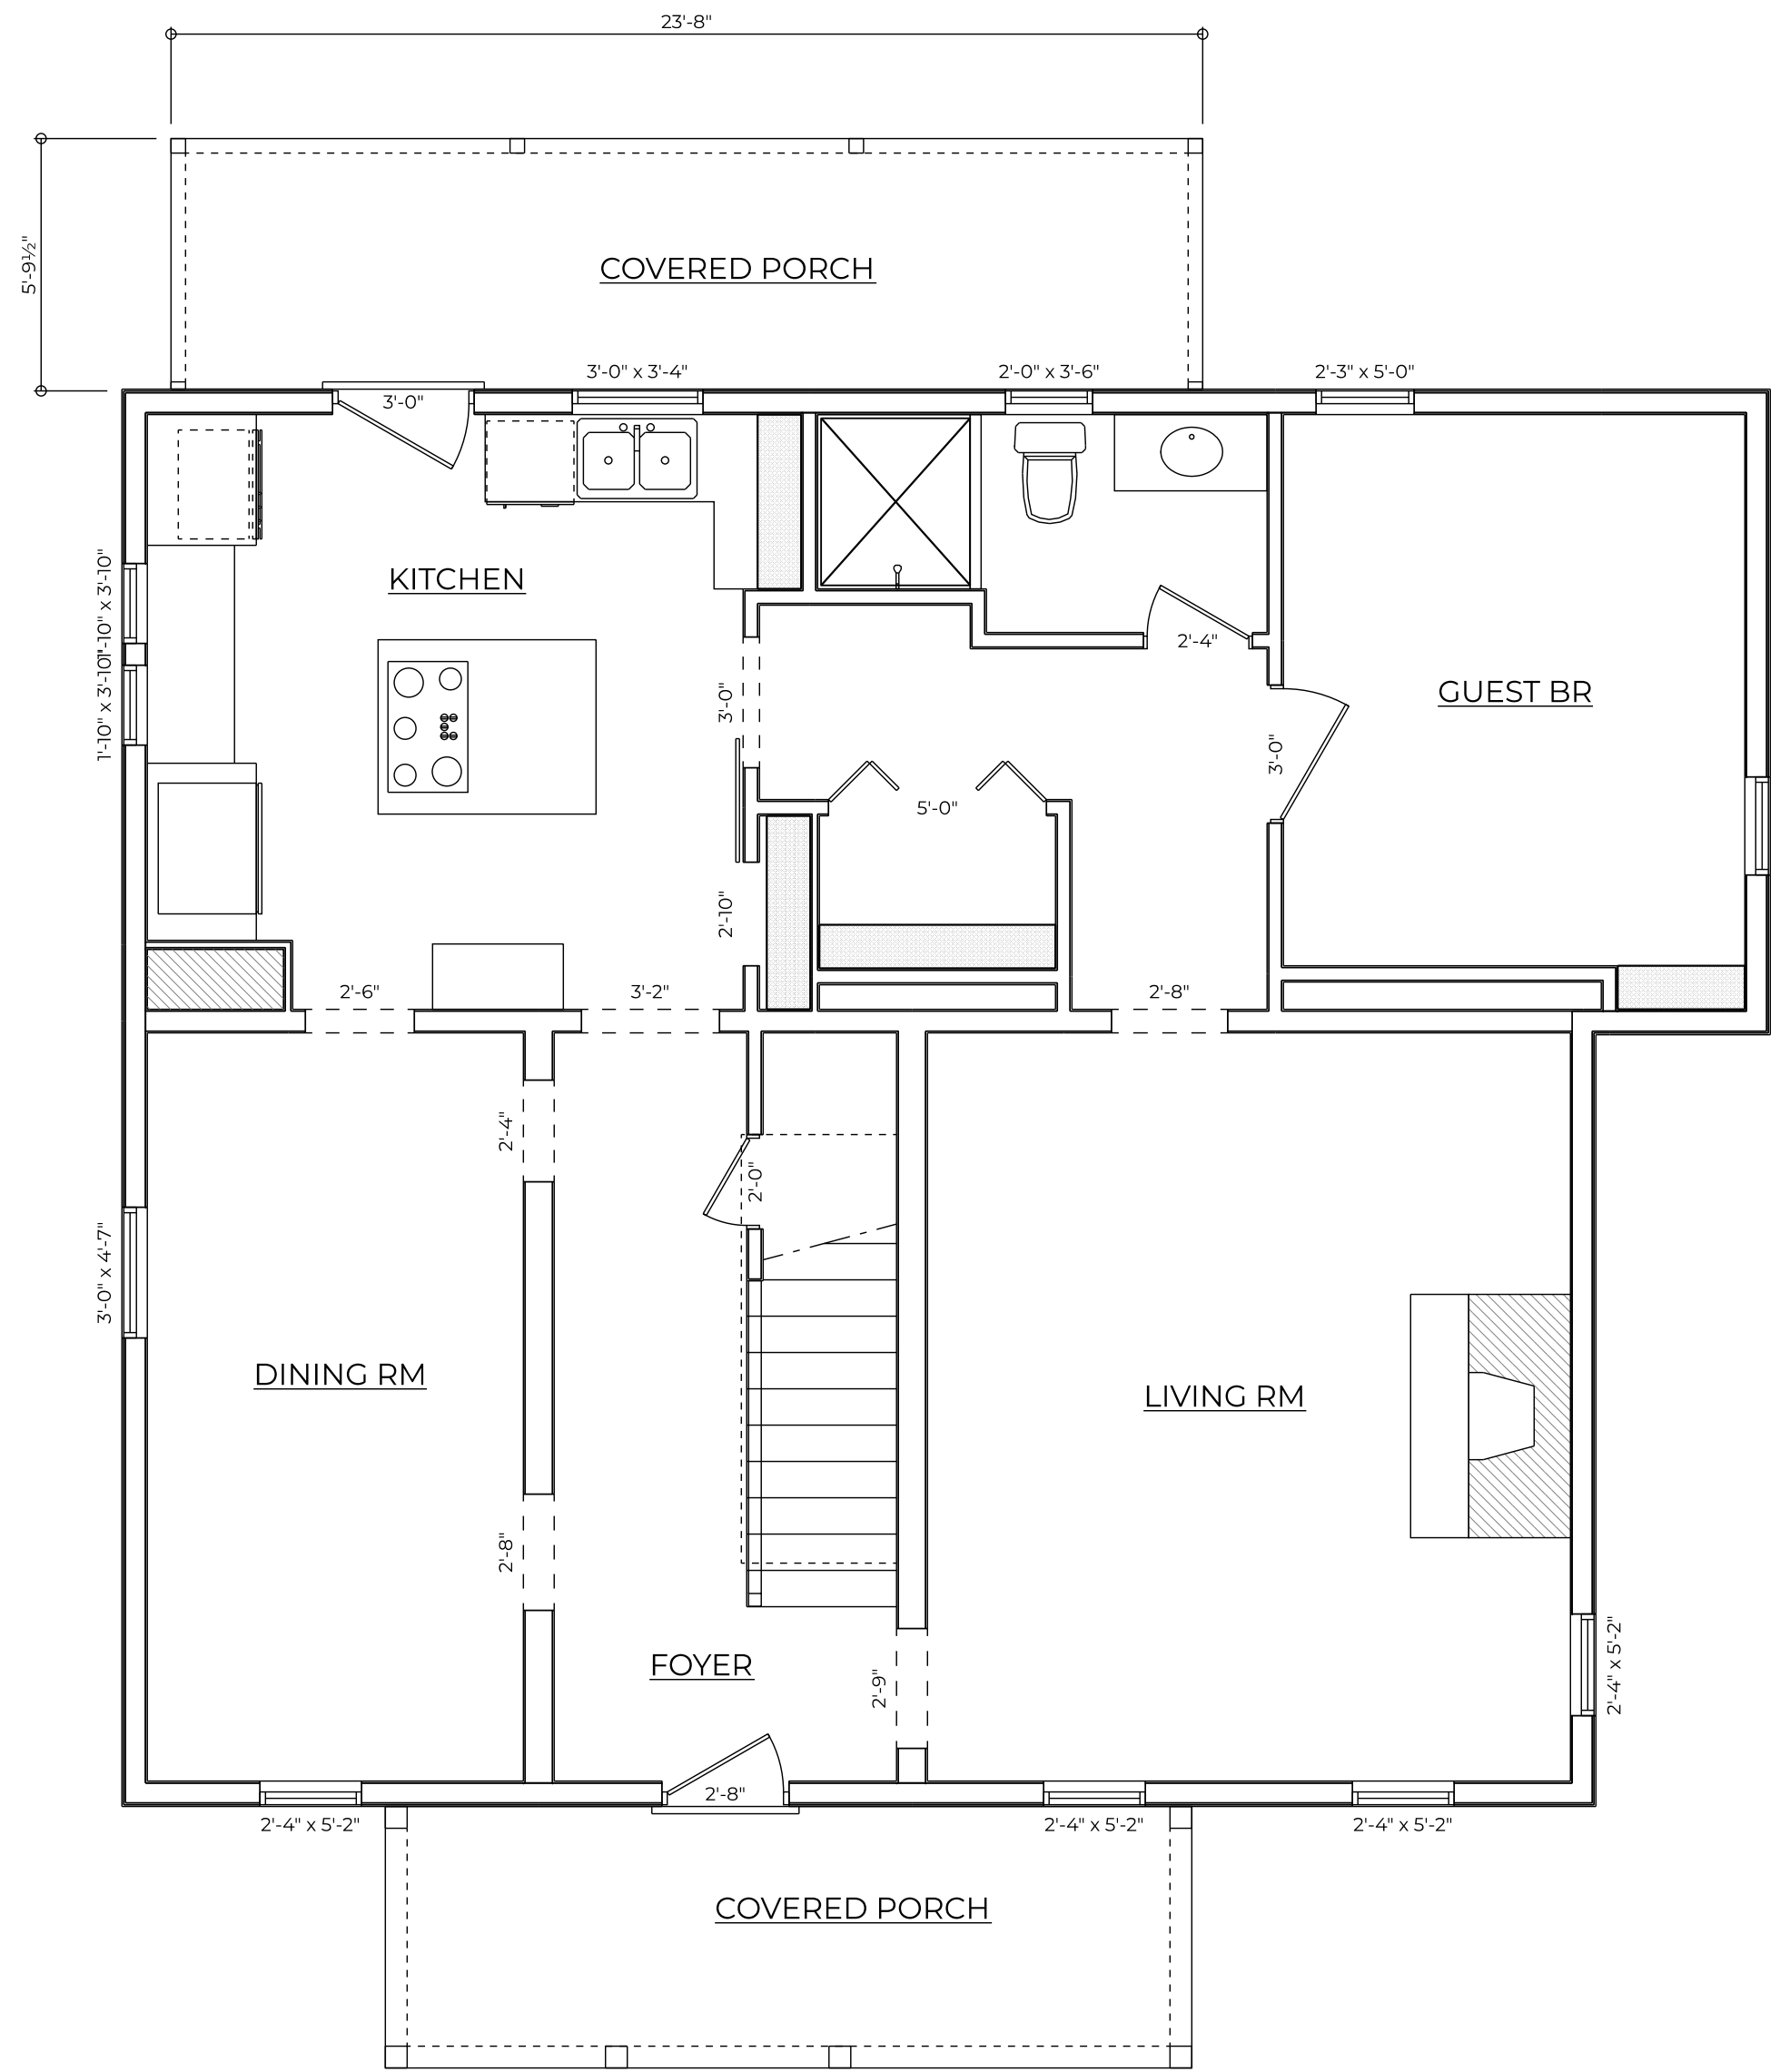 23'-8"
5'-9½"
COVERED PORCH
3'-0" x 3'-4"
2'-0" x 3'-6"
2'-3" x 5'-0"
3'-0"
KITCHEN
1'-10" x 3'-10"
1'-10" x 3'-10"
2'-4"
GUEST BR
3'-0"
3'-0"
5'-0"
2'-10"
2'-6"
3'-2"
2'-8"
2'-4"
2'-0"
3'-0" x 4'-7"
DINING RM
LIVING RM
2'-8"
FOYER
2'-9"
2'-4" x 5'-2"
2'-8"
2'-4" x 5'-2"
2'-4" x 5'-2"
2'-4" x 5'-2"
COVERED PORCH